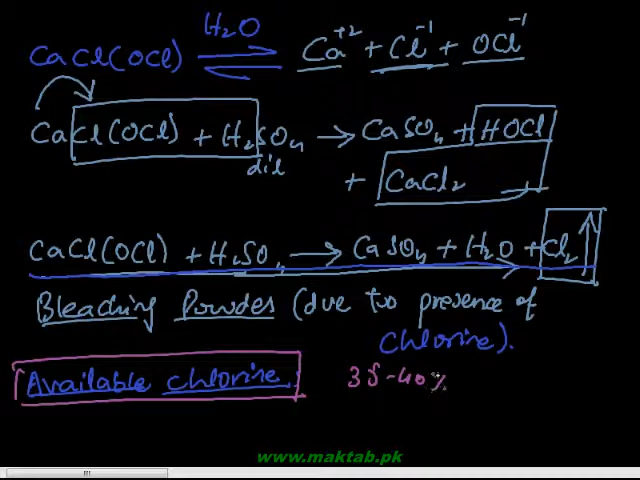 H₂O
CaCl(OCl) ⇌ Ca⁺² + Cl⁻¹ + OCl⁻¹
CaCl(OCl) + H₂SO₄ → CaSO₄ + HOCl
dil
+ CaCl₂
CaCl(OCl) + H₂SO₄ → CaSO₄ + H₂O + Cl₂ ↑
Bleaching Powder (due to presence of
chlorine).
Available chlorine 35-40%
www.maktab.pk